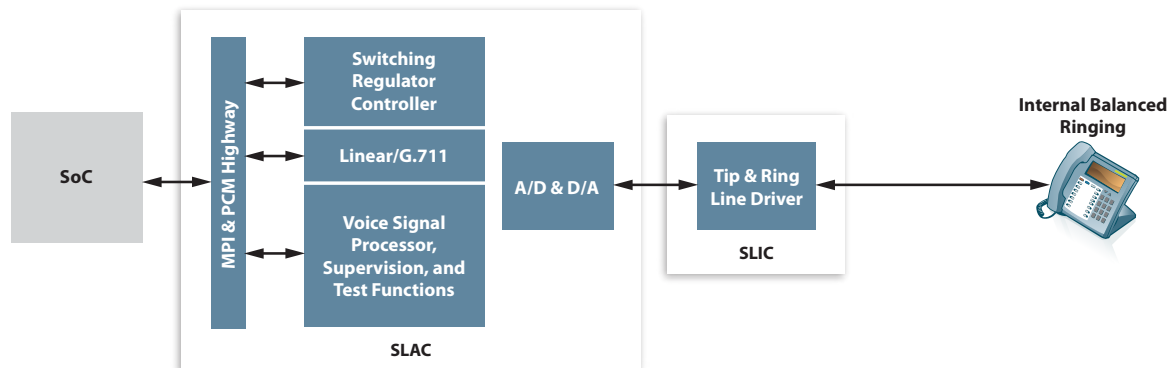 SoC
MPI & PCM Highway
Switching
Regulator
Controller
Linear/G.711
Voice Signal
Processor,
Supervision, and
Test Functions
SLAC
A/D & D/A
Tip & Ring
Line Driver
SLIC
Internal Balanced
Ringing